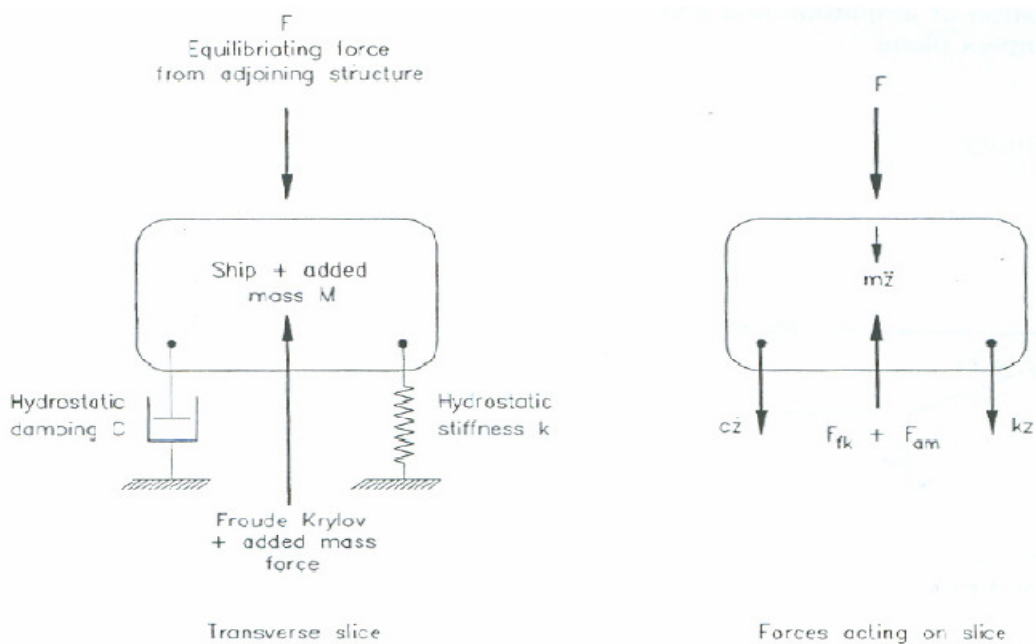 F
Equilibriating force
from adjoining structure
Ship + added
mass M
Hydrostatic
damping C
Hydrostatic
stiffness k
Froude Krylov
+ added mass
force
Transverse slice
F
mz̈
cż
F_fk + F_am
kz
Forces acting on slice